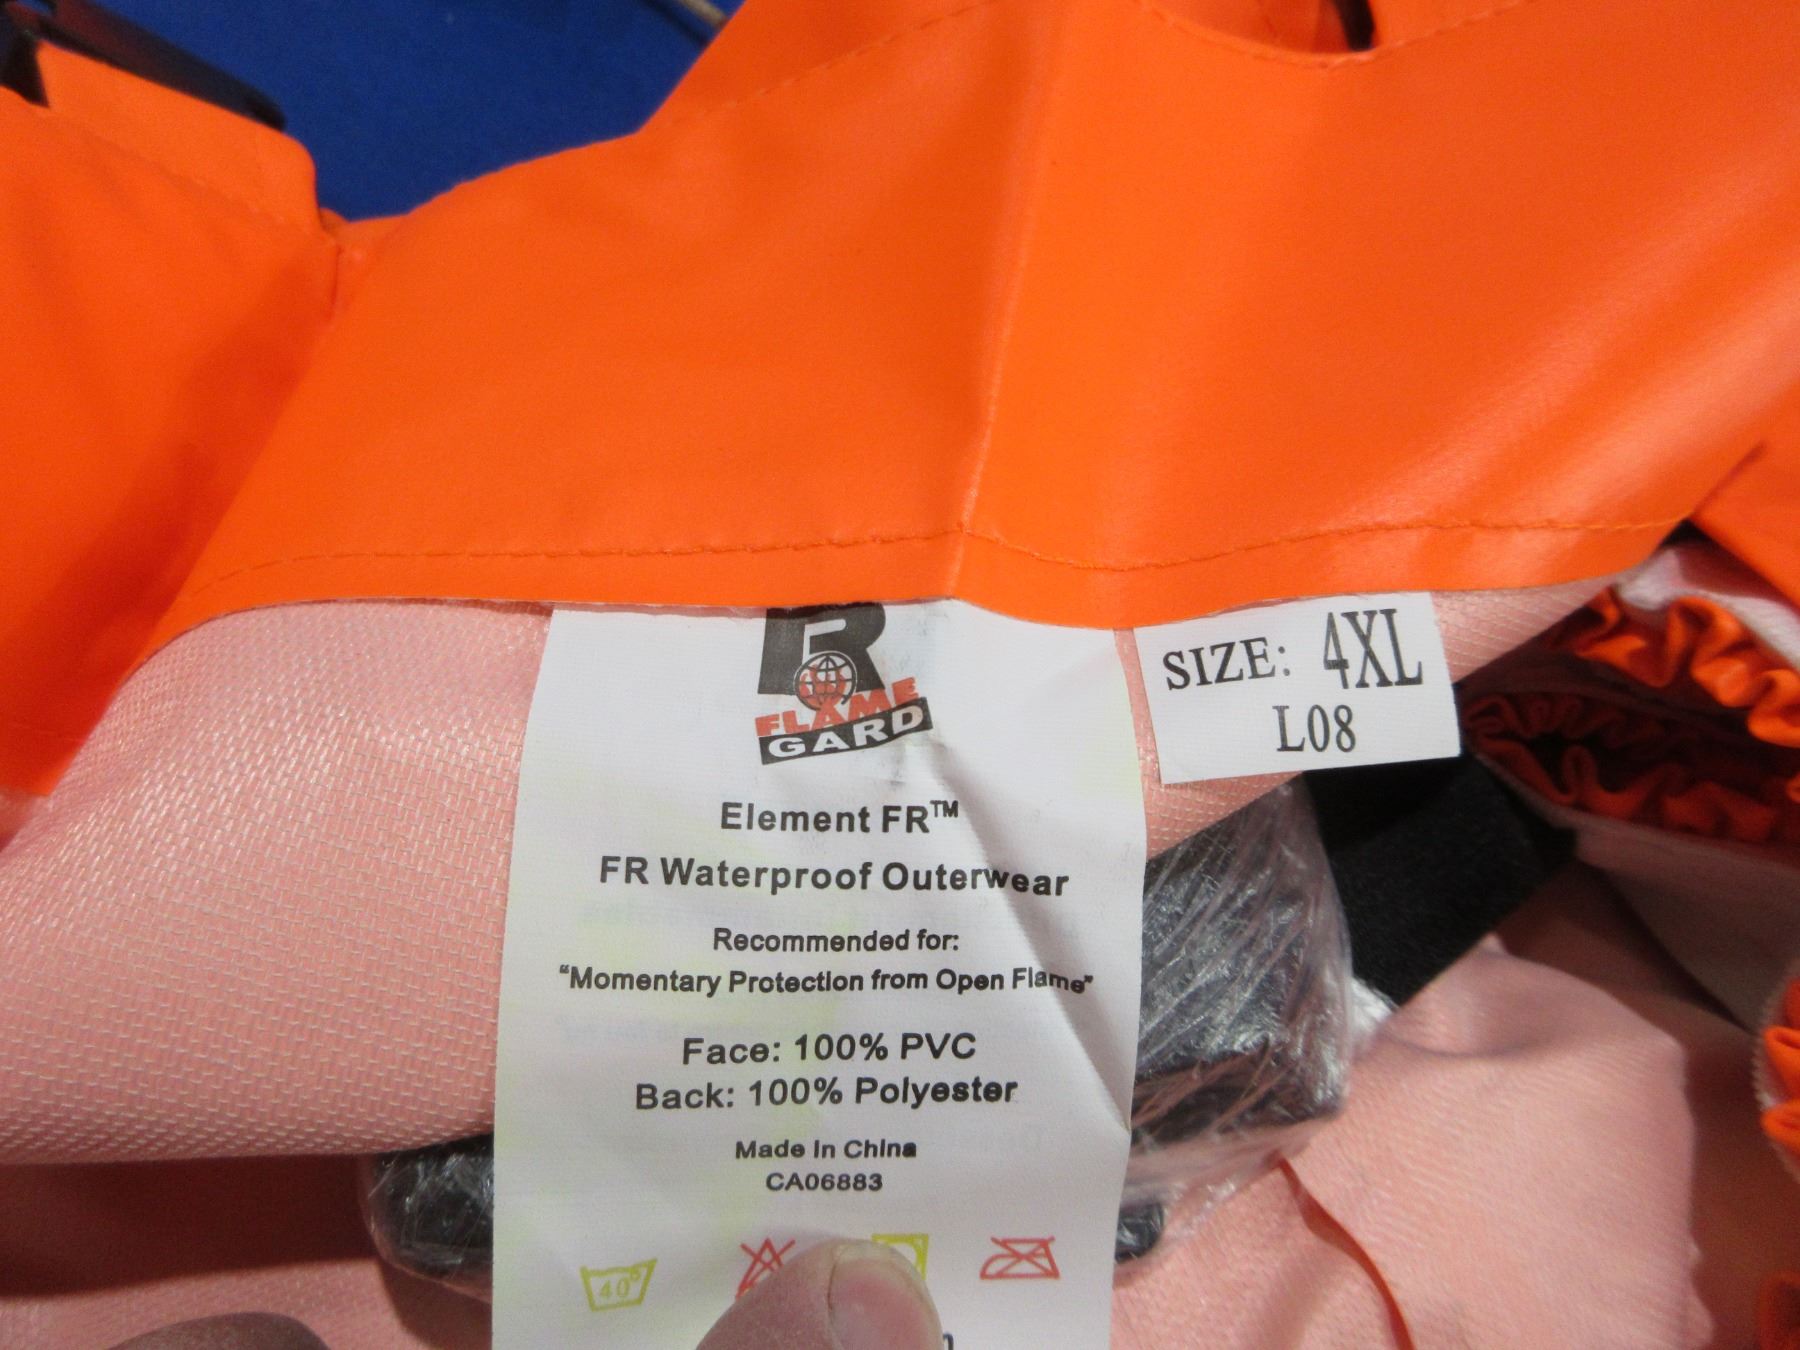 R
FLAME
GARD
Element FR™
FR Waterproof Outerwear
Recommended for:
"Momentary Protection from Open Flame"
Face: 100% PVC
Back: 100% Polyester
Made In China
CA06883
40°
SIZE: 4XL
L08